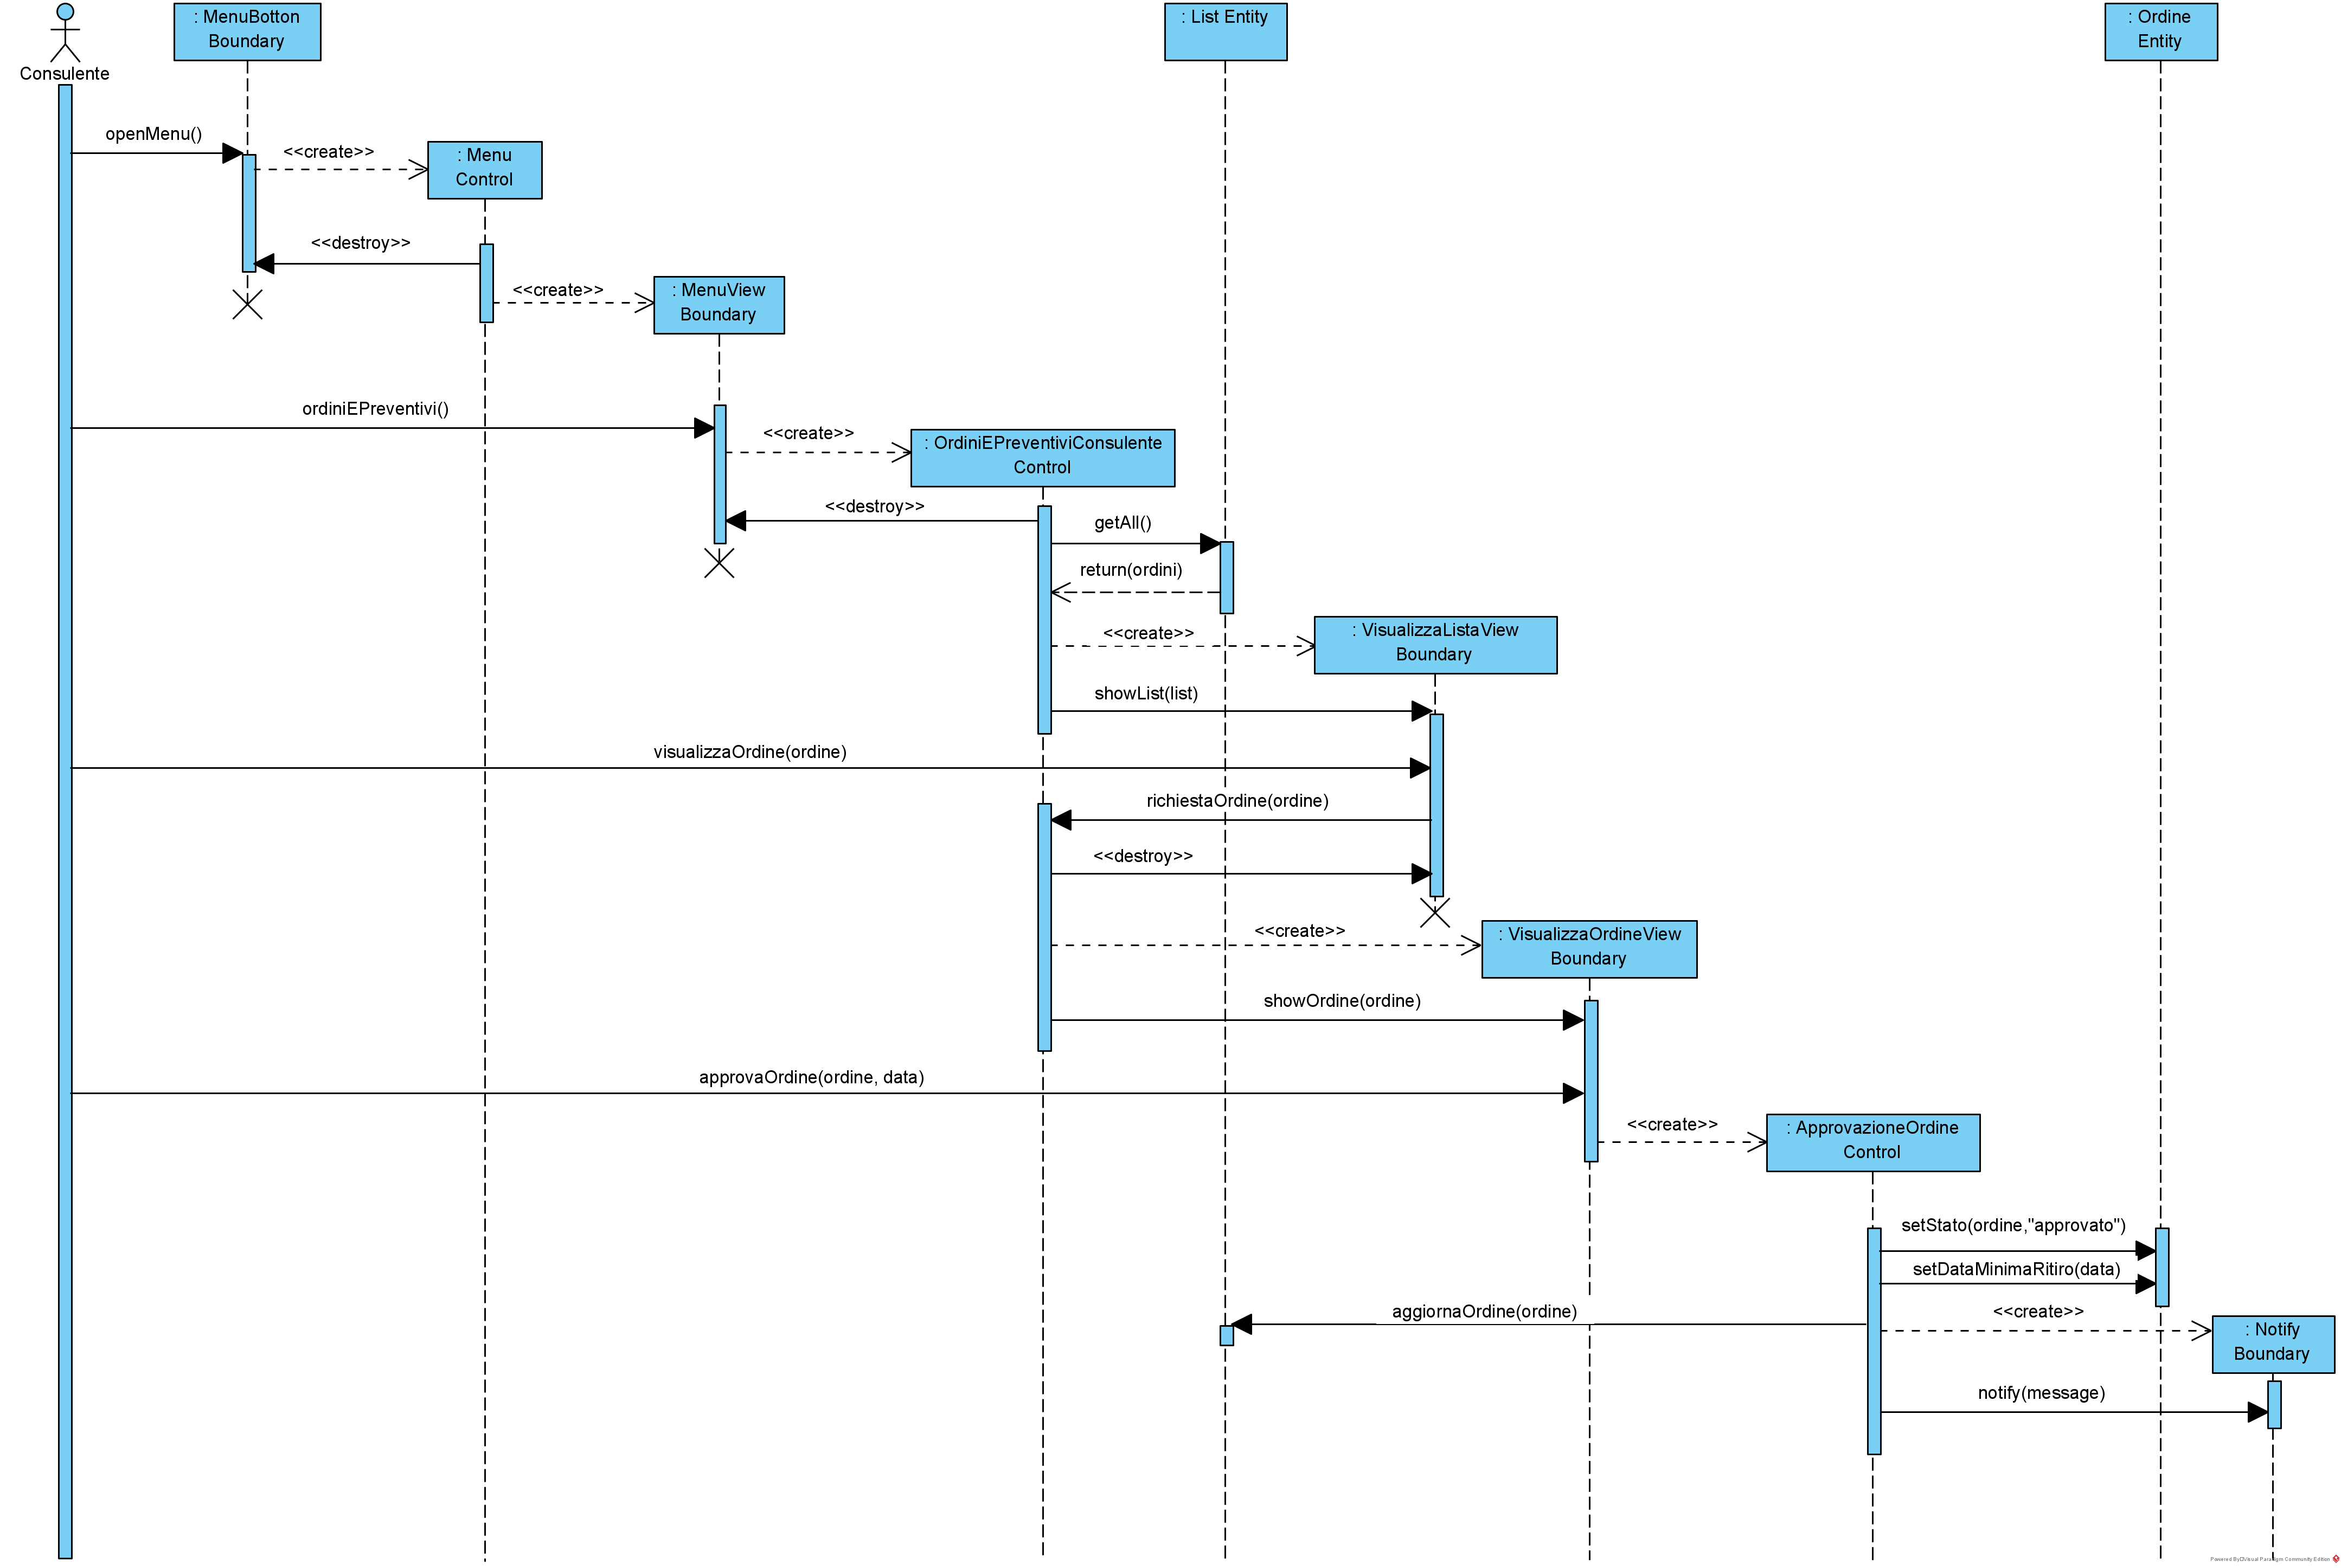 : MenuBotton
Boundary
: List Entity
: Ordine
Entity
Consulente
openMenu()
<<create>>
: Menu
Control
<<destroy>>
<<create>>
: MenuView
Boundary
ordiniEPreventivi()
<<create>>
: OrdiniEPreventiviConsulente
Control
<<destroy>>
getAll()
return(ordini)
<<create>>
: VisualizzaListaView
Boundary
showList(list)
visualizzaOrdine(ordine)
richiestaOrdine(ordine)
<<destroy>>
<<create>>
: VisualizzaOrdineView
Boundary
showOrdine(ordine)
approvaOrdine(ordine, data)
<<create>>
: ApprovazioneOrdine
Control
setStato(ordine,"approvato")
setDataMinimaRitiro(data)
aggiornaOrdine(ordine)
<<create>>
: Notify
Boundary
notify(message)
Powered By Visual Paradigm Community Edition